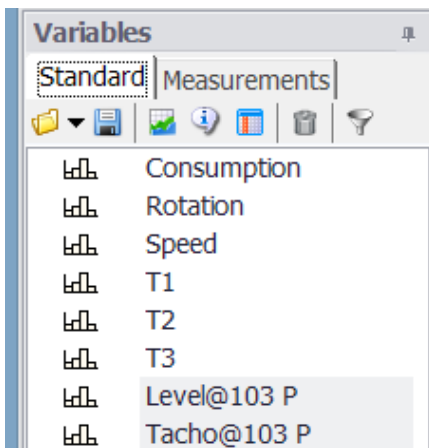 Variables
Standard Measurements
Consumption
Rotation
Speed
T1
T2
T3
Level@103 P
Tacho@103 P